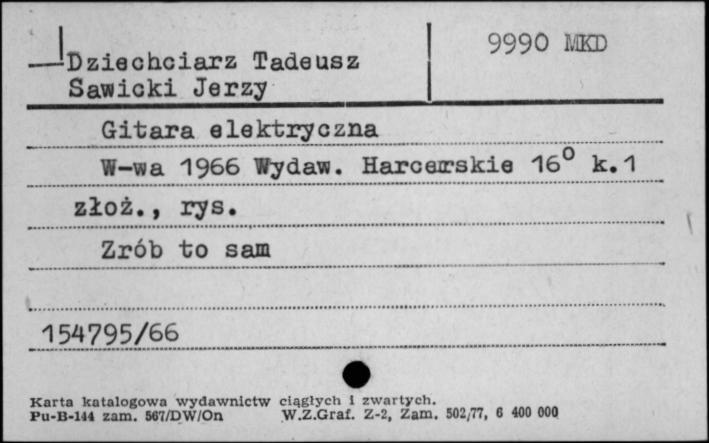 9990 MKD
Dziechciarz Tadeusz
Sawicki Jerzy
Gitara elektryczna
W-wa 1966 Wydaw. Harcerskie 16° k.1
złoż., rys.
Zrób to sam
154795/66
Karta katalogowa wydawnictw ciągłych i zwartych.
Pu-B-144 zam. 567/DW/On W.Z.Graf. Z-2, Zam. 502/77, 6 400 000